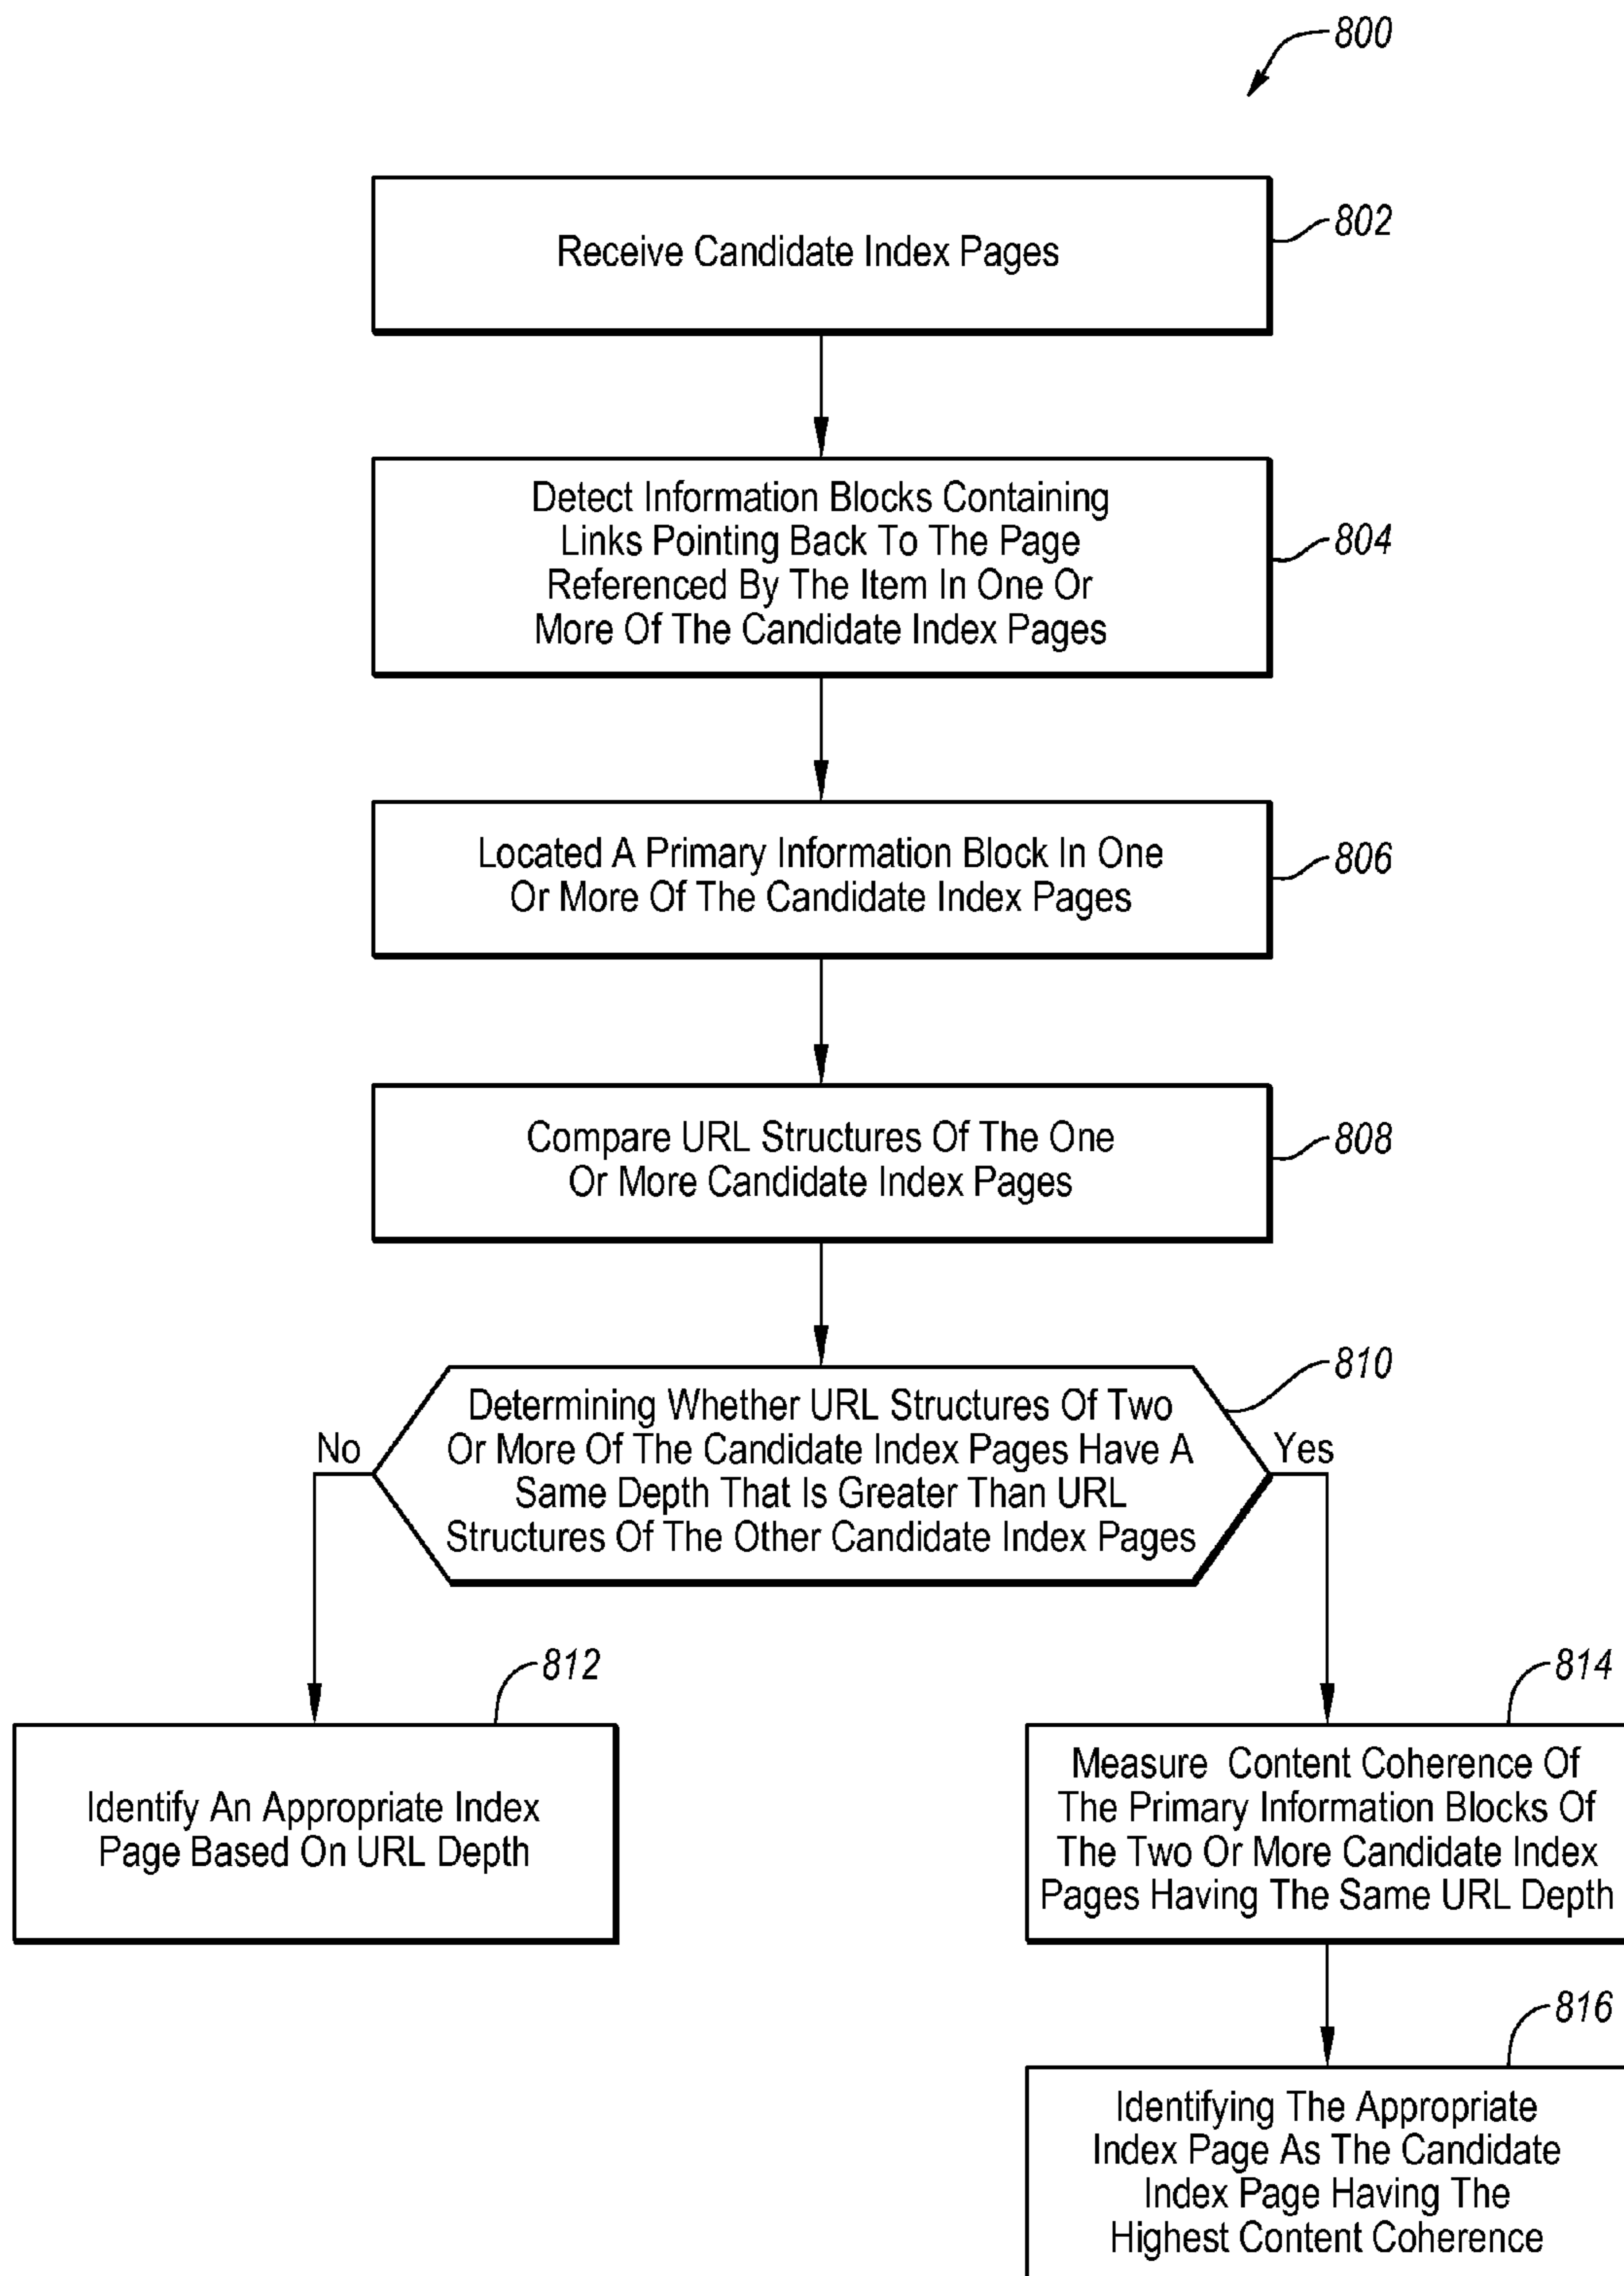 800
Receive Candidate Index Pages
802
Detect Information Blocks Containing
Links Pointing Back To The Page
Referenced By The Item In One Or
More Of The Candidate Index Pages
804
Located A Primary Information Block In One
Or More Of The Candidate Index Pages
806
Compare URL Structures Of The One
Or More Candidate Index Pages
808
810
Determining Whether URL Structures Of Two
Or More Of The Candidate Index Pages Have A
Same Depth That Is Greater Than URL
Structures Of The Other Candidate Index Pages
No
Yes
812
Identify An Appropriate Index
Page Based On URL Depth
814
Measure Content Coherence Of
The Primary Information Blocks Of
The Two Or More Candidate Index
Pages Having The Same URL Depth
816
Identifying The Appropriate
Index Page As The Candidate
Index Page Having The
Highest Content Coherence